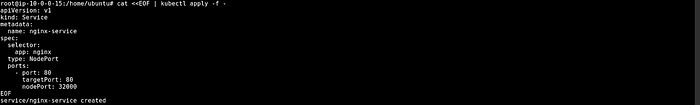 root@ip-10-0-0-15:/home/ubuntu# cat <<EOF | kubectl apply -f -
apiVersion: v1
kind: Service
metadata:
  name: nginx-service
spec:
  selector:
    app: nginx
  type: NodePort
  ports:
    - port: 80
      targetPort: 80
      nodePort: 32000
EOF
service/nginx-service created